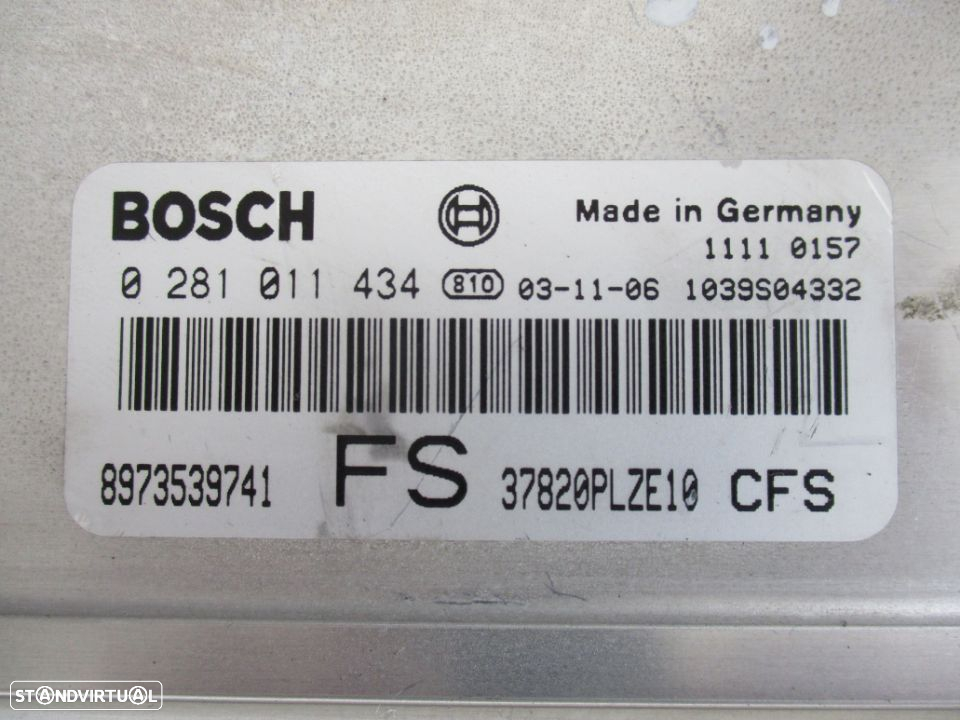 BOSCH Made in Germany
1111 0157
0 281 011 434 810 03-11-06 1039S04332
8973539741 FS 37820PLZE10 CFS
STANDVIRTUAL